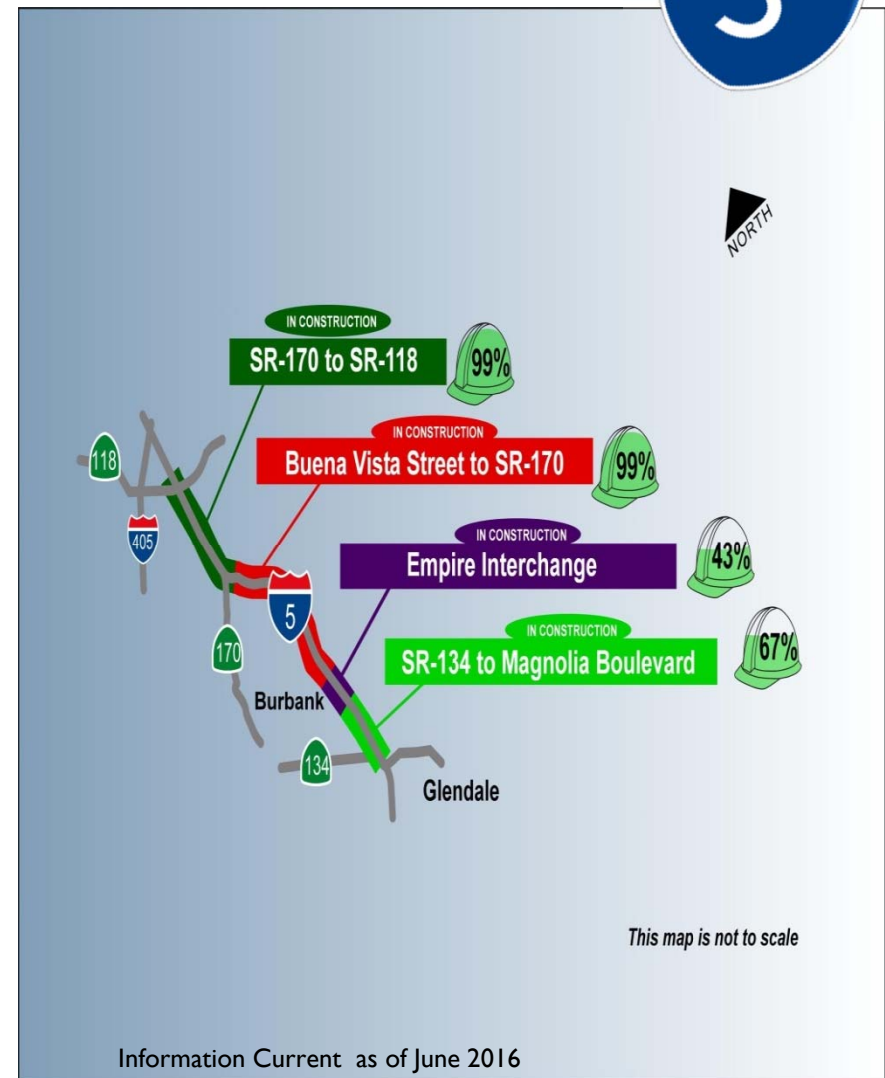 5
NORTH
IN CONSTRUCTION
SR-170 to SR-118
99%
IN CONSTRUCTION
Buena Vista Street to SR-170
99%
118
IN CONSTRUCTION
Empire Interchange
43%
405
5
IN CONSTRUCTION
SR-134 to Magnolia Boulevard
67%
170
Burbank
134
Glendale
This map is not to scale
Information Current as of June 2016